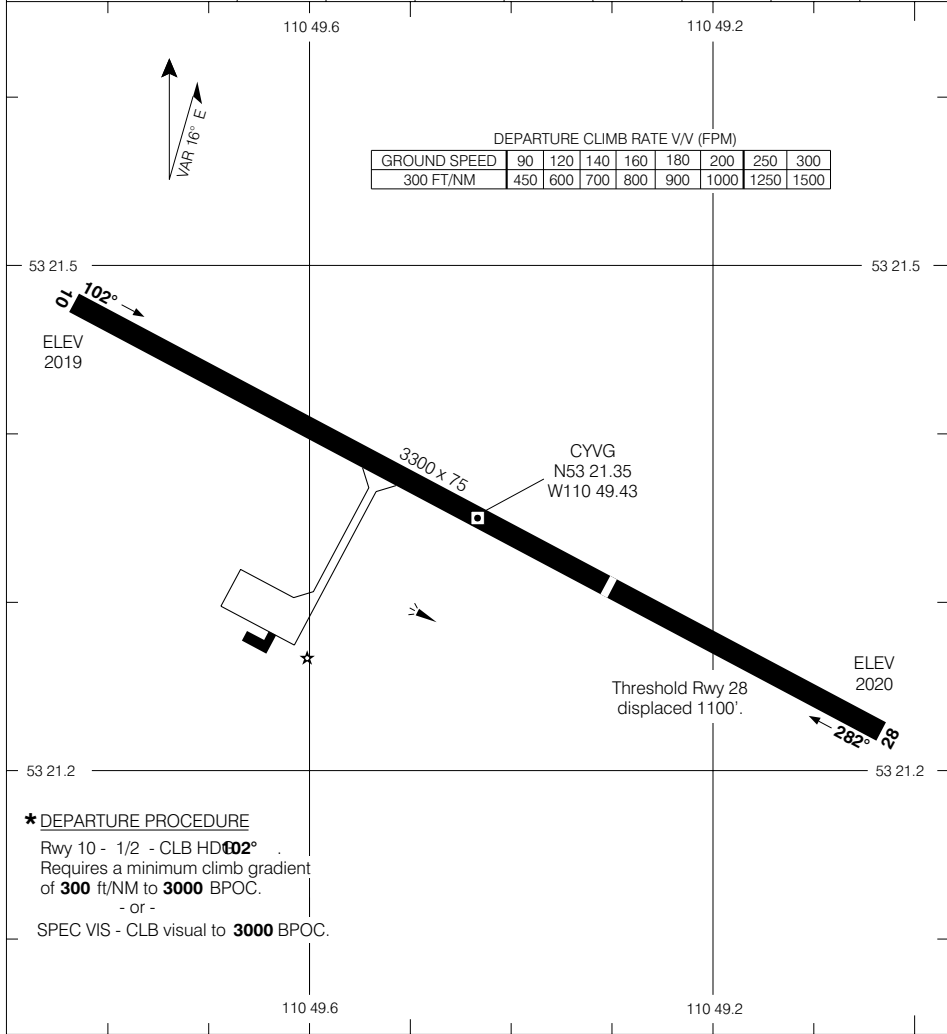 110 49.6
110 49.2
VAR 16° E
DEPARTURE CLIMB RATE V/V (FPM)
GROUND SPEED 90 120 140 160 180 200 250 300
300 FT/NM 450 600 700 800 900 1000 1250 1500
53 21.5
53 21.5
10
102°
ELEV
2019
3300 x 75
CYVG
N53 21.35
W110 49.43
ELEV
2020
Threshold Rwy 28
displaced 1100'.
282°
28
53 21.2
53 21.2
* DEPARTURE PROCEDURE
Rwy 10 - 1/2 - CLB HDG 102° .
Requires a minimum climb gradient
of 300 ft/NM to 3000 BPOC.
- or -
SPEC VIS - CLB visual to 3000 BPOC.
110 49.6
110 49.2